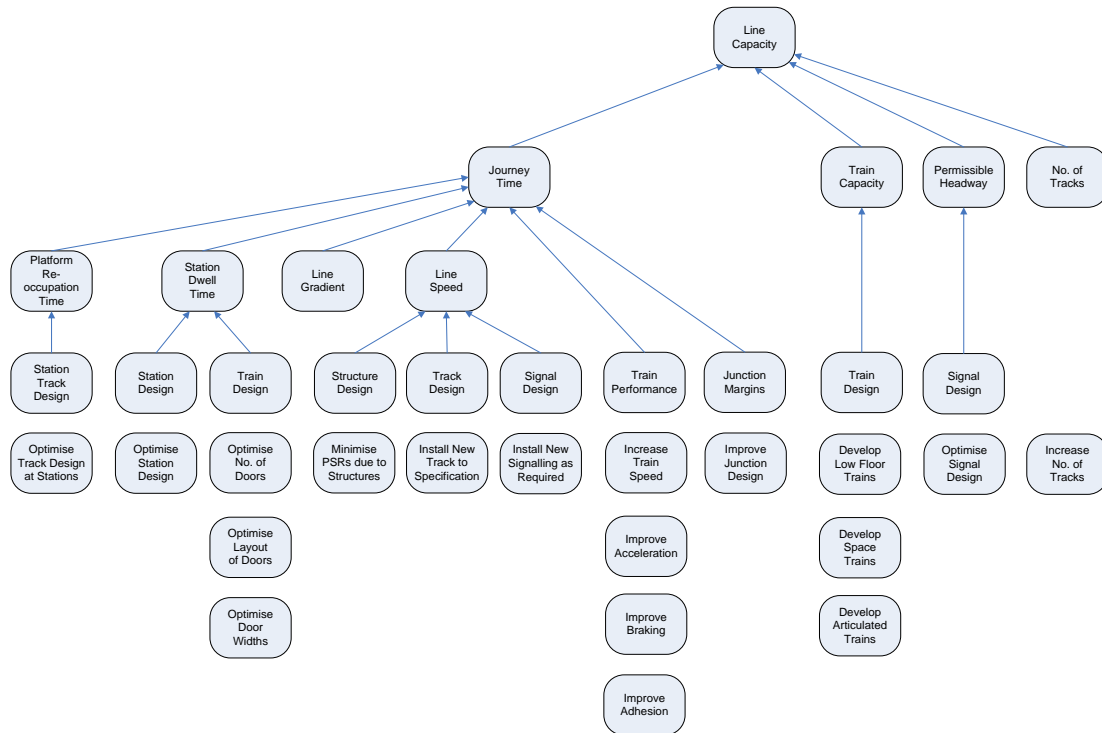 Line
Capacity
Journey
Time
Train
Capacity
Permissible
Headway
No. of
Tracks
Platform
Re-
occupation
Time
Station
Dwell
Time
Line
Gradient
Line
Speed
Station
Track
Design
Station
Design
Train
Design
Structure
Design
Track
Design
Signal
Design
Train
Performance
Junction
Margins
Train
Design
Signal
Design
Optimise
Track Design
at Stations
Optimise
Station
Design
Optimise
No. of
Doors
Minimise
PSRs due to
Structures
Install New
Track to
Specification
Install New
Signalling as
Required
Increase
Train
Speed
Improve
Junction
Design
Develop
Low Floor
Trains
Optimise
Signal
Design
Increase
No. of
Tracks
Optimise
Layout
of Doors
Improve
Acceleration
Develop
Space
Trains
Optimise
Door
Widths
Improve
Braking
Develop
Articulated
Trains
Improve
Adhesion